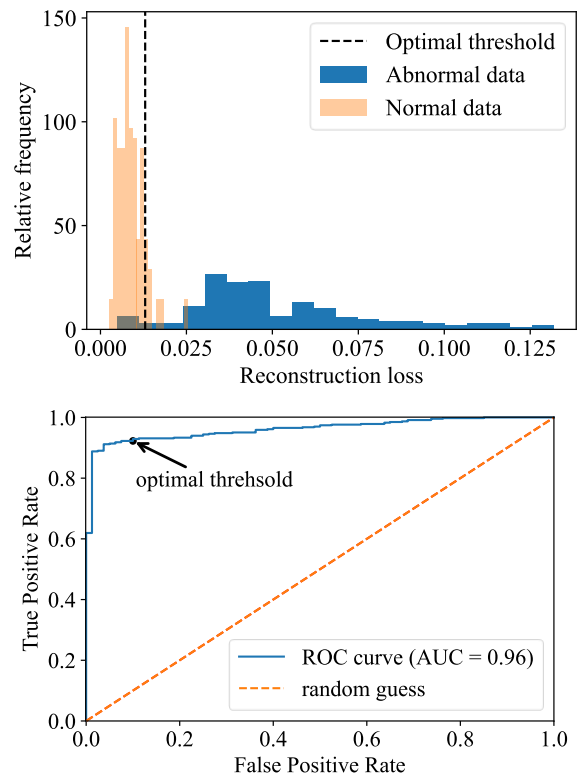 150
100
50
0
Relative frequency
Optimal threshold
Abnormal data
Normal data
0.000 0.025 0.050 0.075 0.100 0.125
Reconstruction loss
1.0
0.8
0.6
0.4
0.2
0.0
True Positive Rate
optimal threhsold
ROC curve (AUC = 0.96)
random guess
0.0 0.2 0.4 0.6 0.8 1.0
False Positive Rate